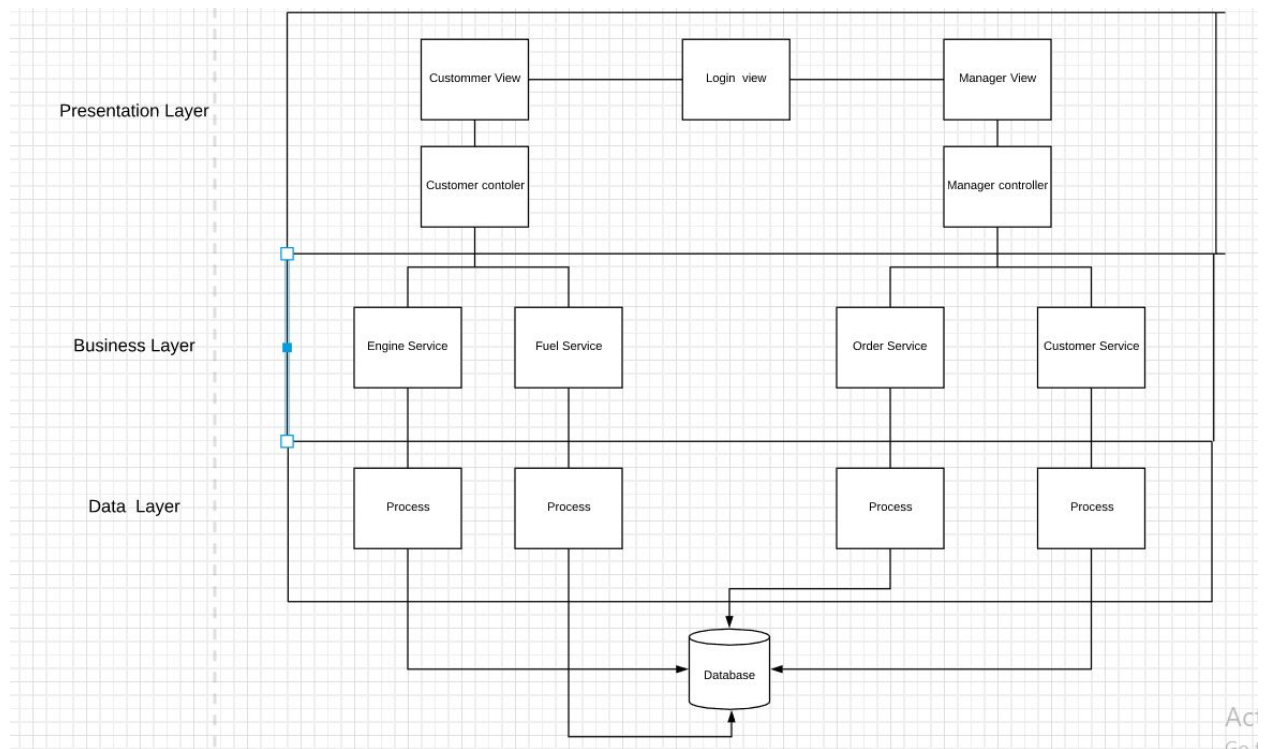 Custommer View
Login view
Manager View
Presentation Layer
Customer contoler
Manager controller
Business Layer
Engine Service
Fuel Service
Order Service
Customer Service
Data Layer
Process
Process
Process
Process
Database